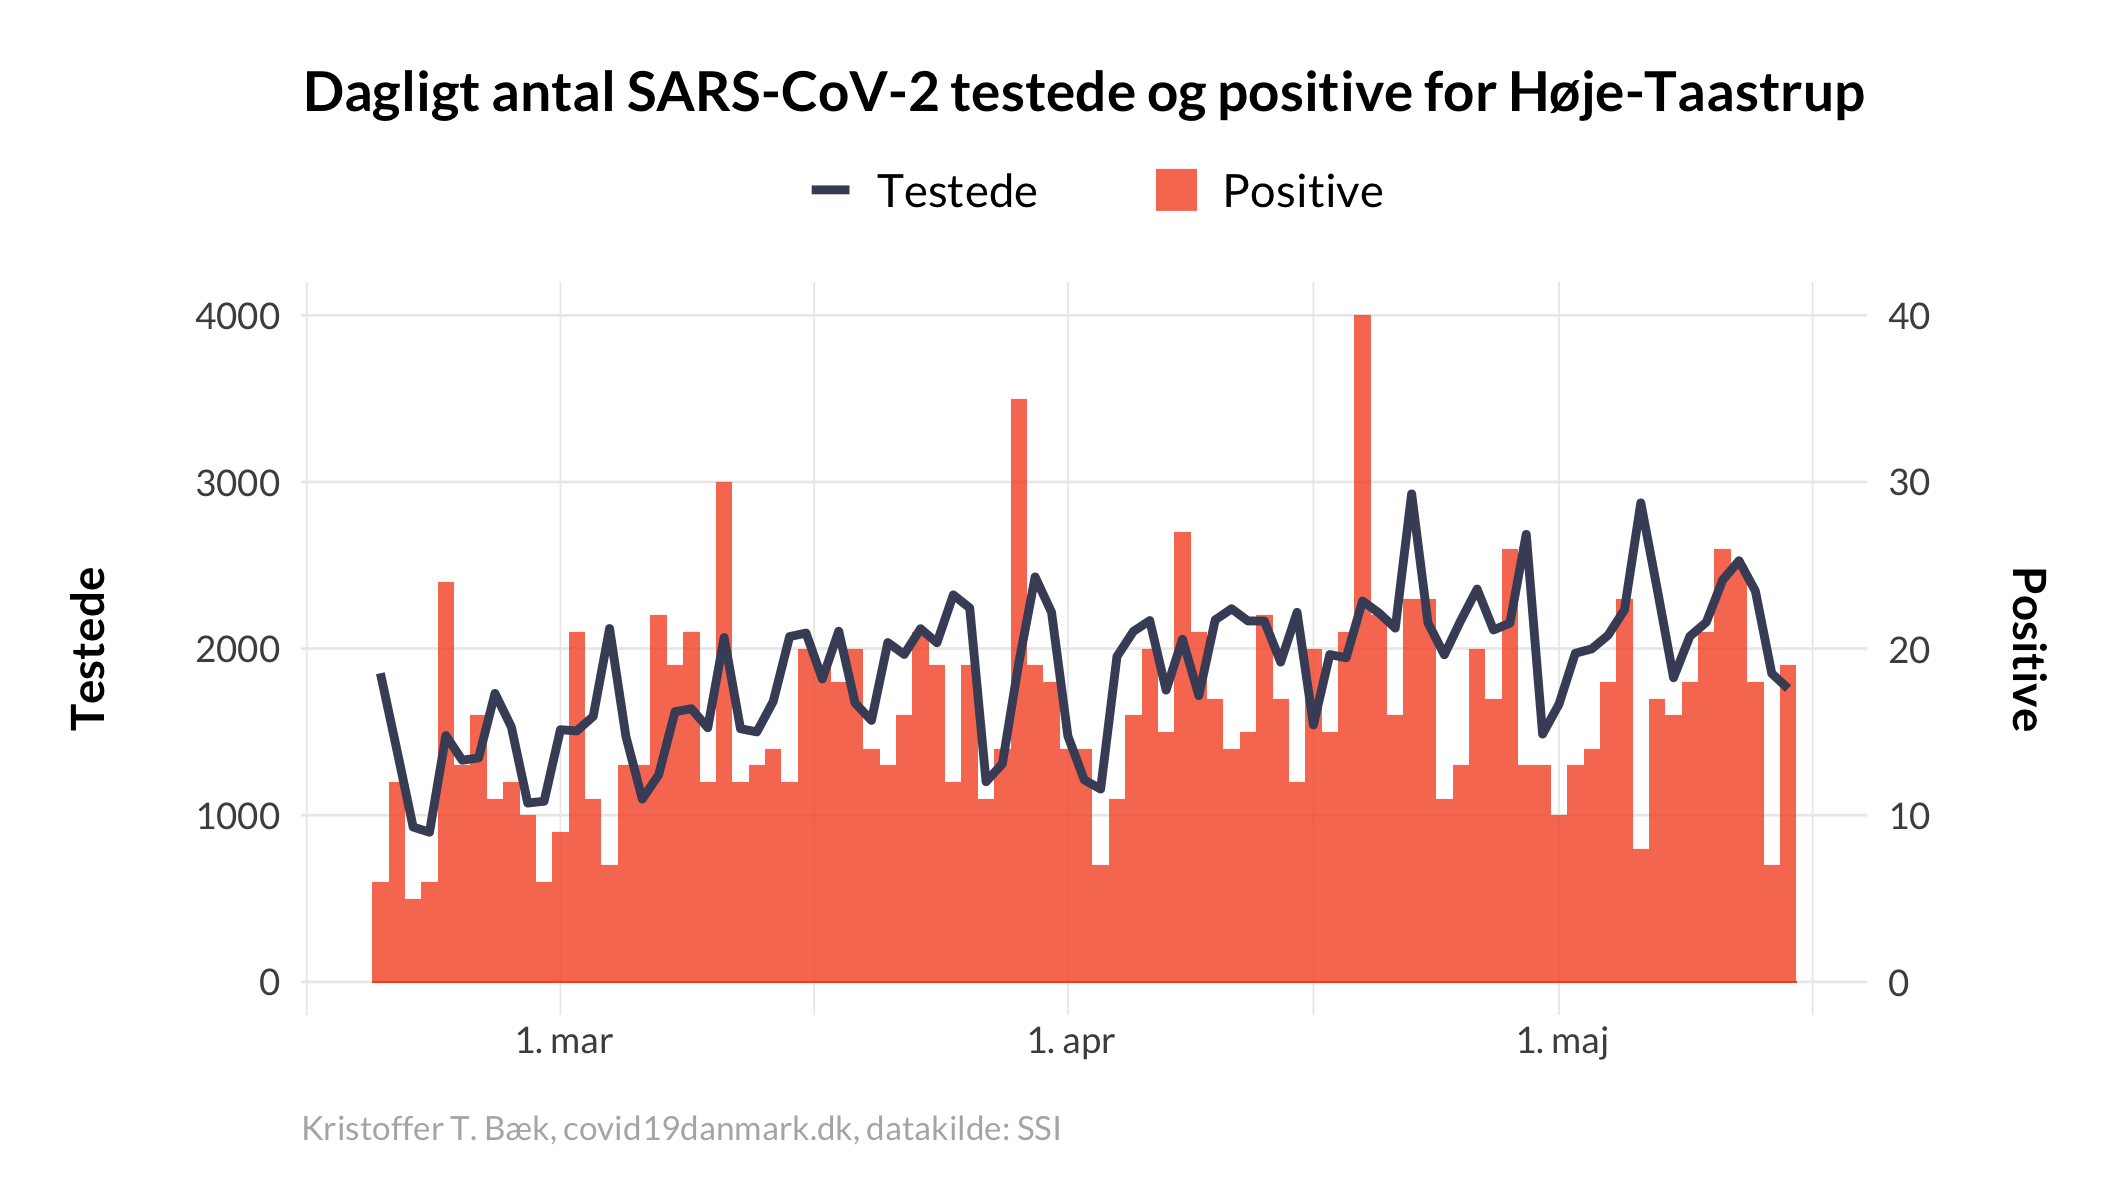 Dagligt antal SARS-CoV-2 testede og positive for Høje-Taastrup
Testede
Positive
4000
3000
2000
1000
0
40
30
20
10
0
Testede
Positive
1. mar
1. apr
1. maj
Kristoffer T. Bæk, covid19danmark.dk, datakilde: SSI